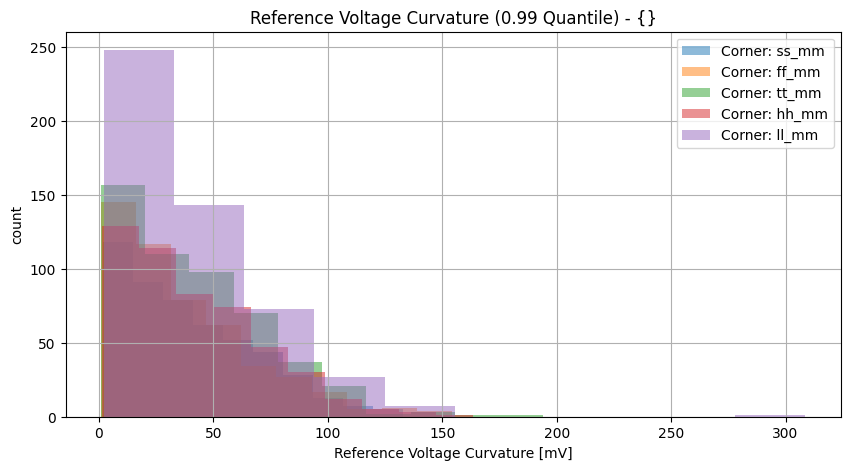 Reference Voltage Curvature (0.99 Quantile) - {}
250
200
150
100
50
0
count
Corner: ss_mm
Corner: ff_mm
Corner: tt_mm
Corner: hh_mm
Corner: ll_mm
0 50 100 150 200 250 300
Reference Voltage Curvature [mV]